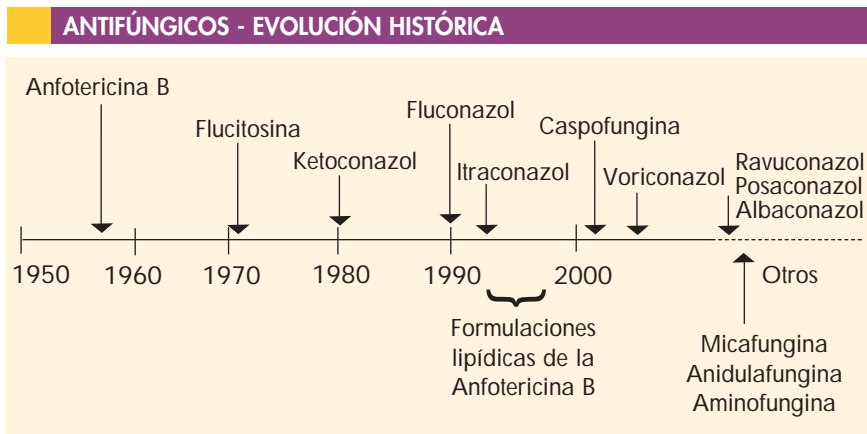 ANTIFÚNGICOS - EVOLUCIÓN HISTÓRICA
Anfotericina B
Flucitosina
Ketoconazol
Fluconazol
Itraconazol
Caspofungina
Voriconazol
Ravuconazol
Posaconazol
Albaconazol
1950
1960
1970
1980
1990
2000
Otros
Formulaciones
lipídicas de la
Anfotericina B
Micafungina
Anidulafungina
Aminofungina